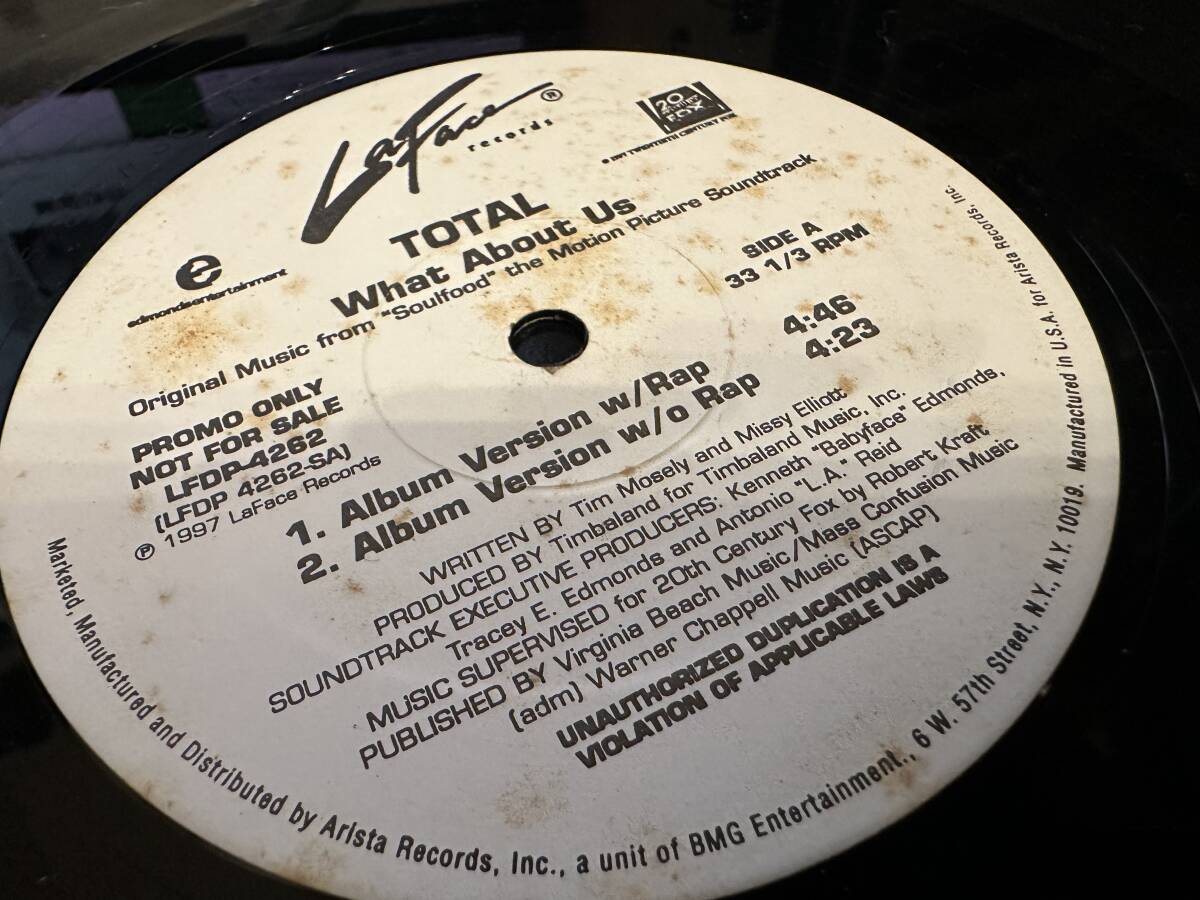 LaFace®
records
20
FOX
© 1997 TWENTIETH CENTURY FOX
e
edmondsentertainment
TOTAL
What About Us
Original Music from "Soulfood" the Motion Picture Soundtrack
SIDE A
33 1/3 RPM
PROMO ONLY
NOT FOR SALE
LFDP-4262
(LFDP 4262-SA)
℗ 1997 LaFace Records
1. Album Version w/Rap 4:46
2. Album Version w/o Rap 4:23
WRITTEN BY Tim Mosely and Missy Elliott
PRODUCED BY Timbaland for Timbaland Music, Inc.
SOUNDTRACK EXECUTIVE PRODUCERS: Kenneth "Babyface" Edmonds,
Tracey E. Edmonds and Antonio "L.A." Reid
MUSIC SUPERVISED for 20th Century Fox by Robert Kraft
PUBLISHED BY Virginia Beach Music/Mass Confusion Music
(adm) Warner Chappell Music (ASCAP)
UNAUTHORIZED DUPLICATION IS A
VIOLATION OF APPLICABLE LAWS
Marketed, Manufactured and Distributed by Arista Records, Inc., a unit of BMG Entertainment., 6 W. 57th Street, N.Y., N.Y. 10019. Manufactured in U.S.A. for Arista Records, Inc.